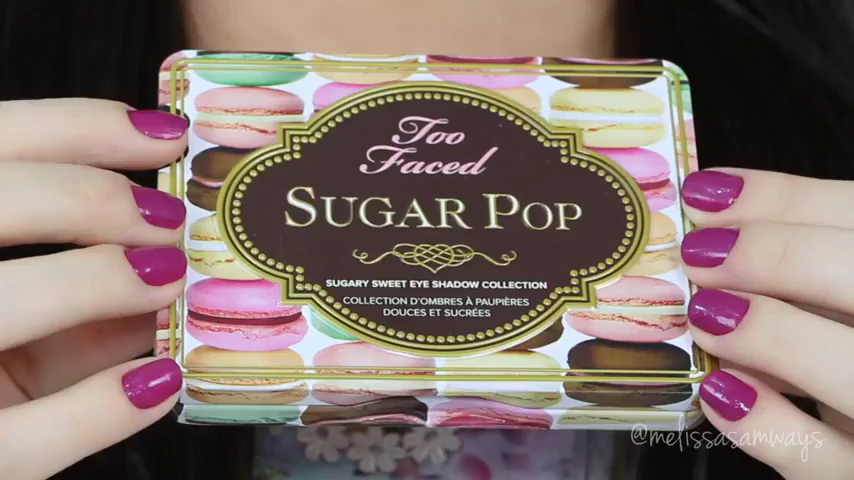 Too
Faced
SUGAR POP
SUGARY SWEET EYE SHADOW COLLECTION
COLLECTION D'OMBRES À PAUPIÈRES
DOUCES ET SUCRÉES
@melissasamways